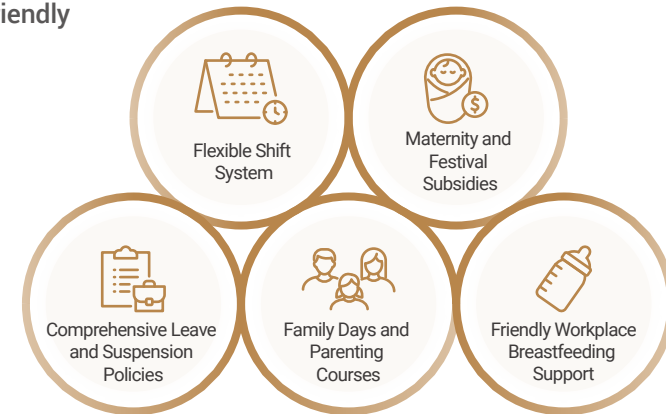 iendly
Flexible Shift
System
Maternity and
Festival
Subsidies
$
Comprehensive Leave
and Suspension
Policies
Family Days and
Parenting
Courses
Friendly Workplace
Breastfeeding
Support